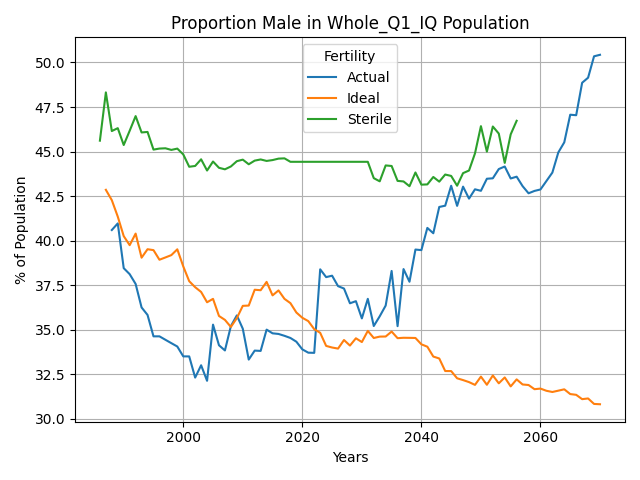 Proportion Male in Whole_Q1_IQ Population
Fertility
Actual
Ideal
Sterile
% of Population
50.0
47.5
45.0
42.5
40.0
37.5
35.0
32.5
30.0
2000
2020
2040
2060
Years